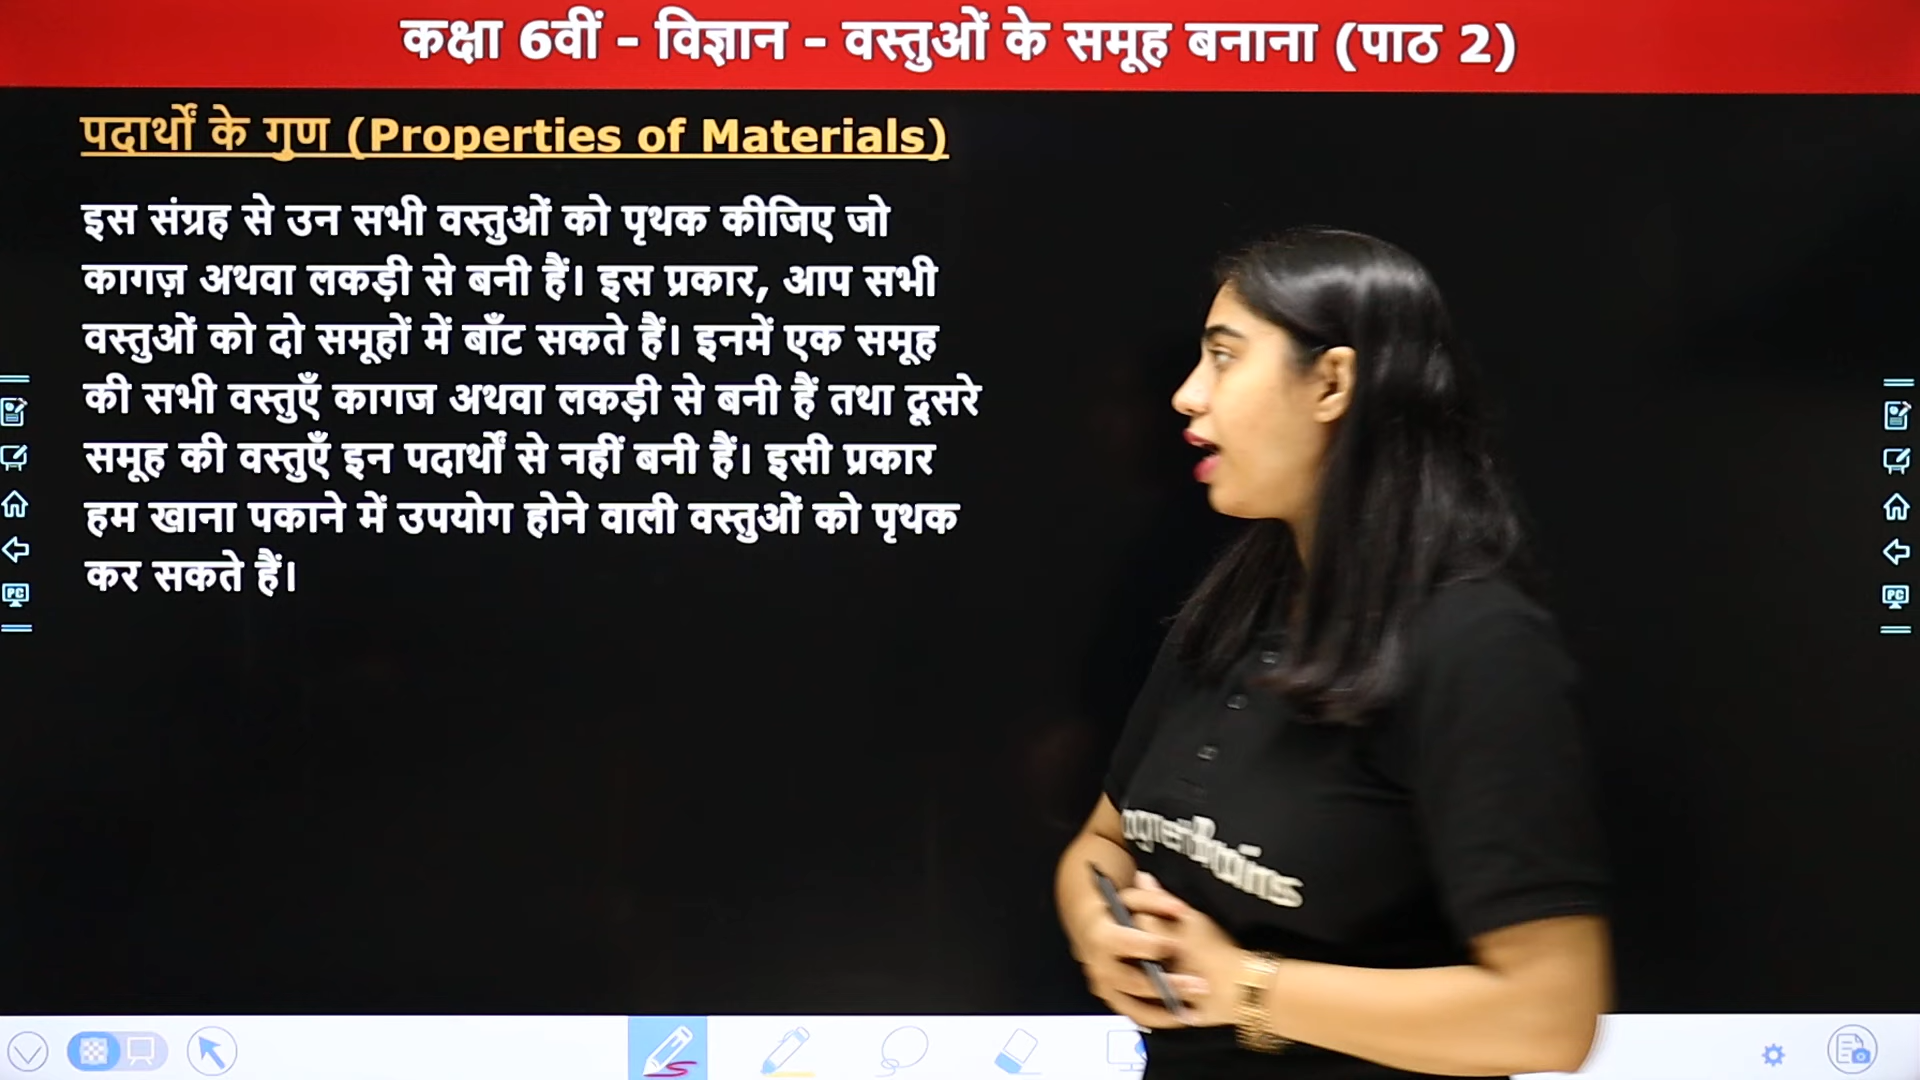 कक्षा 6वीं - विज्ञान - वस्तुओं के समूह बनाना (पाठ 2)
पदार्थों के गुण (Properties of Materials)
इस संग्रह से उन सभी वस्तुओं को पृथक कीजिए जो
कागज़ अथवा लकड़ी से बनी हैं। इस प्रकार, आप सभी
वस्तुओं को दो समूहों में बाँट सकते हैं। इनमें एक समूह
की सभी वस्तुएँ कागज अथवा लकड़ी से बनी हैं तथा दूसरे
समूह की वस्तुएँ इन पदार्थों से नहीं बनी हैं। इसी प्रकार
हम खाना पकाने में उपयोग होने वाली वस्तुओं को पृथक
कर सकते हैं।
PC
PC